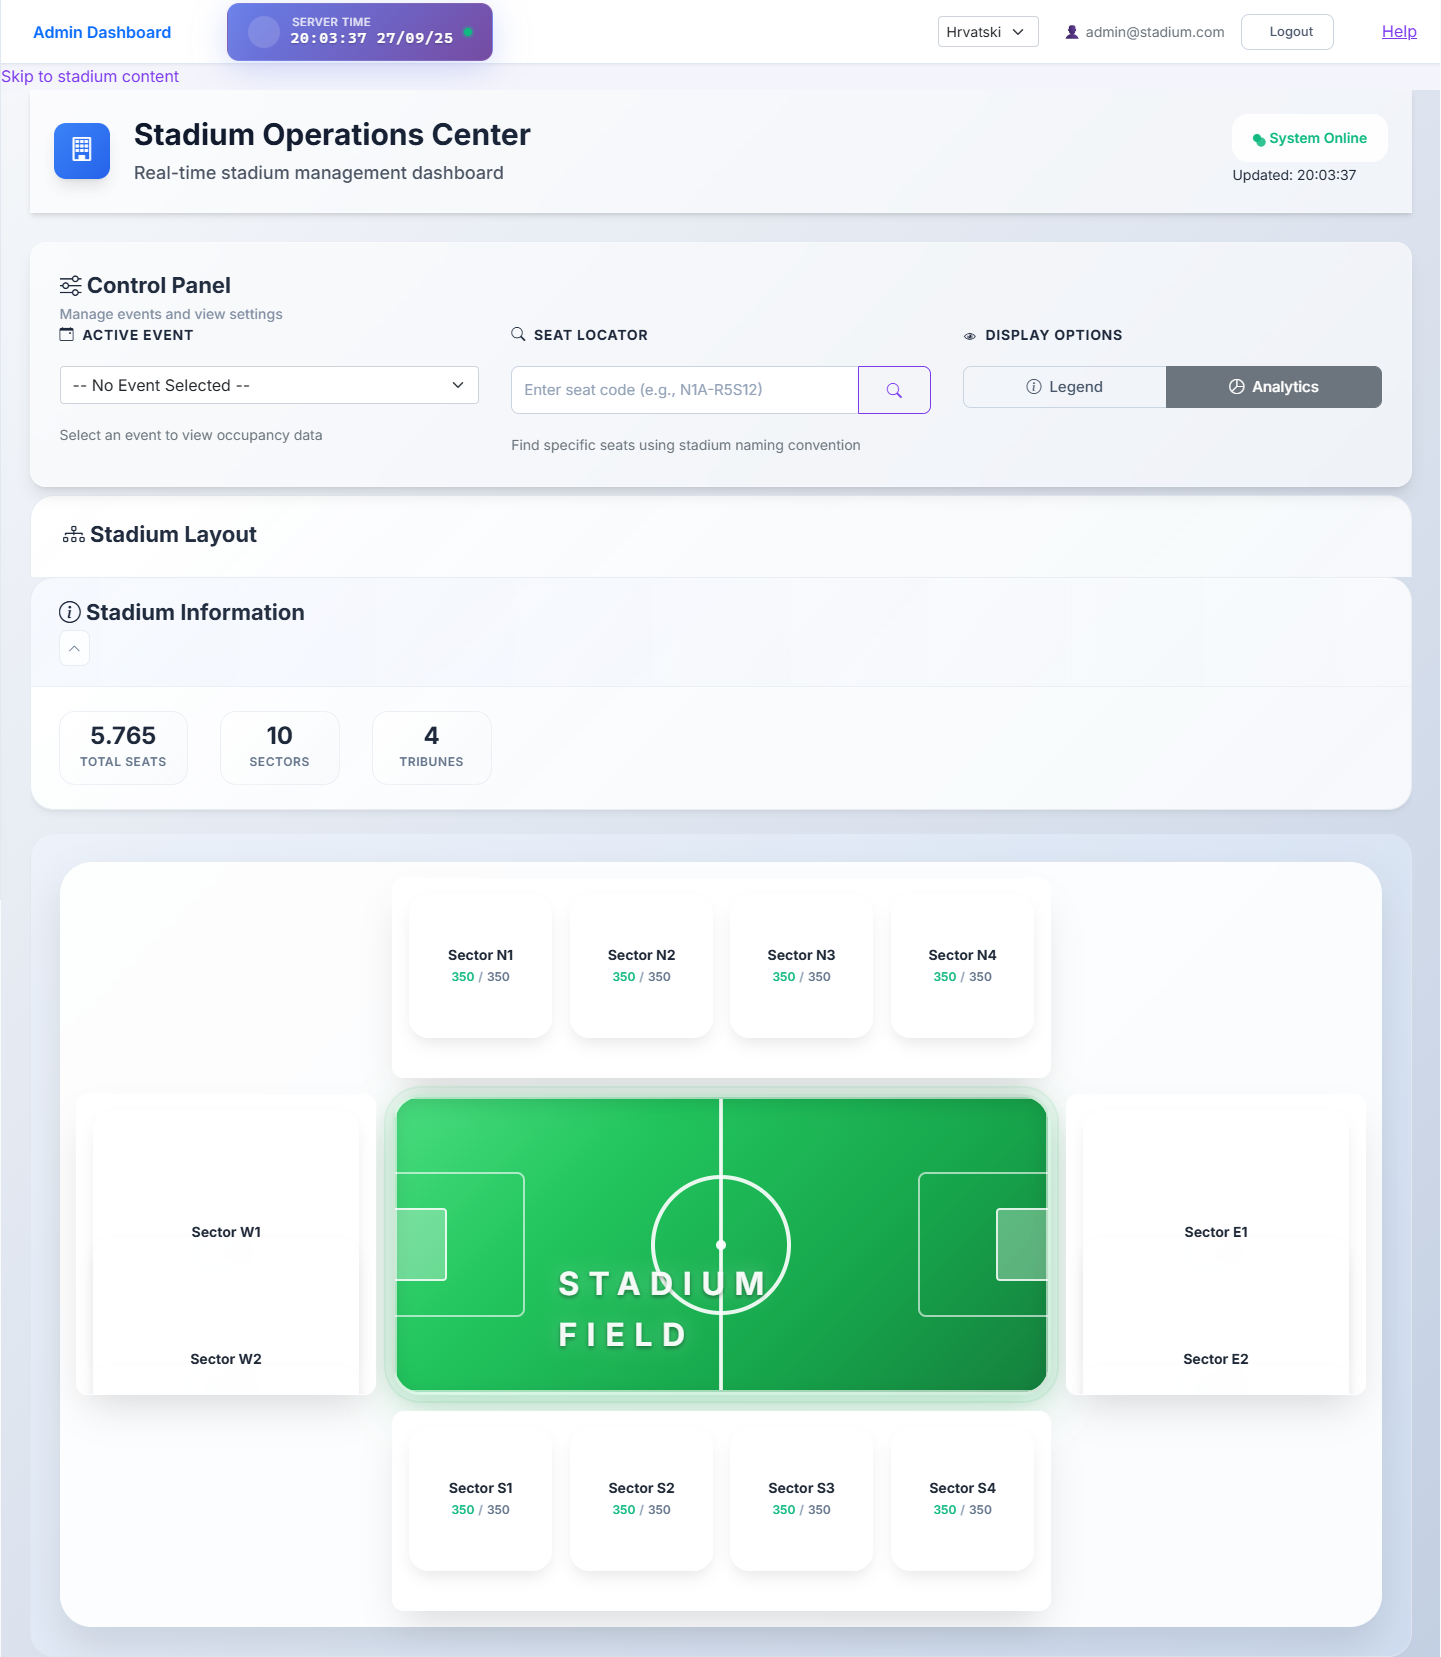 Admin Dashboard
SERVER TIME
20:03:37 27/09/25
Hrvatski
admin@stadium.com
Logout
Help
Skip to stadium content
Stadium Operations Center
Real-time stadium management dashboard
System Online
Updated: 20:03:37
Control Panel
Manage events and view settings
ACTIVE EVENT
-- No Event Selected --
Select an event to view occupancy data
SEAT LOCATOR
Enter seat code (e.g., N1A-R5S12)
Find specific seats using stadium naming convention
DISPLAY OPTIONS
Legend
Analytics
Stadium Layout
Stadium Information
5.765
TOTAL SEATS
10
SECTORS
4
TRIBUNES
Sector N1
350 / 350
Sector N2
350 / 350
Sector N3
350 / 350
Sector N4
350 / 350
Sector W1
Sector W2
STADIUM
FIELD
Sector E1
Sector E2
Sector S1
350 / 350
Sector S2
350 / 350
Sector S3
350 / 350
Sector S4
350 / 350